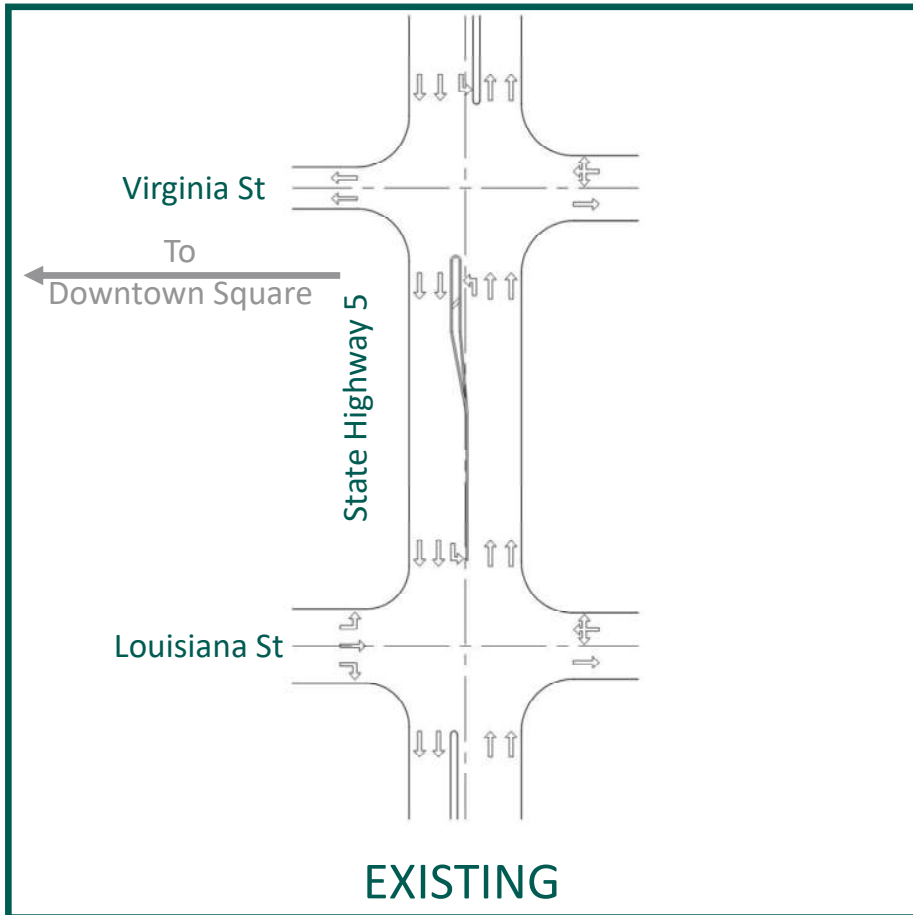 Virginia St
To
Downtown Square
State Highway 5
Louisiana St
EXISTING